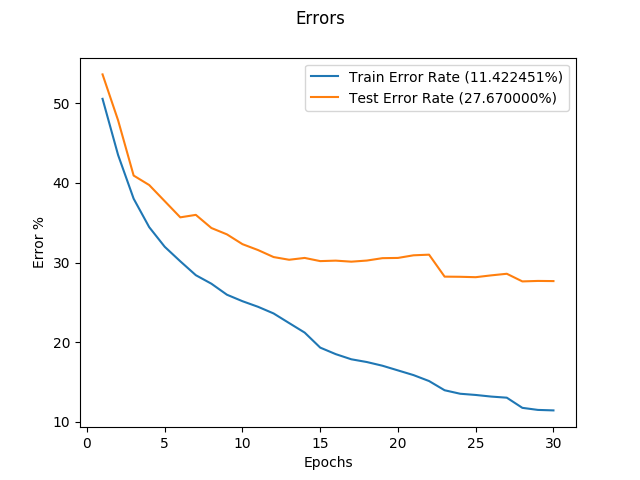 Errors
Train Error Rate (11.422451%)
Test Error Rate (27.670000%)
50
40
30
20
10
Error %
0 5 10 15 20 25 30
Epochs